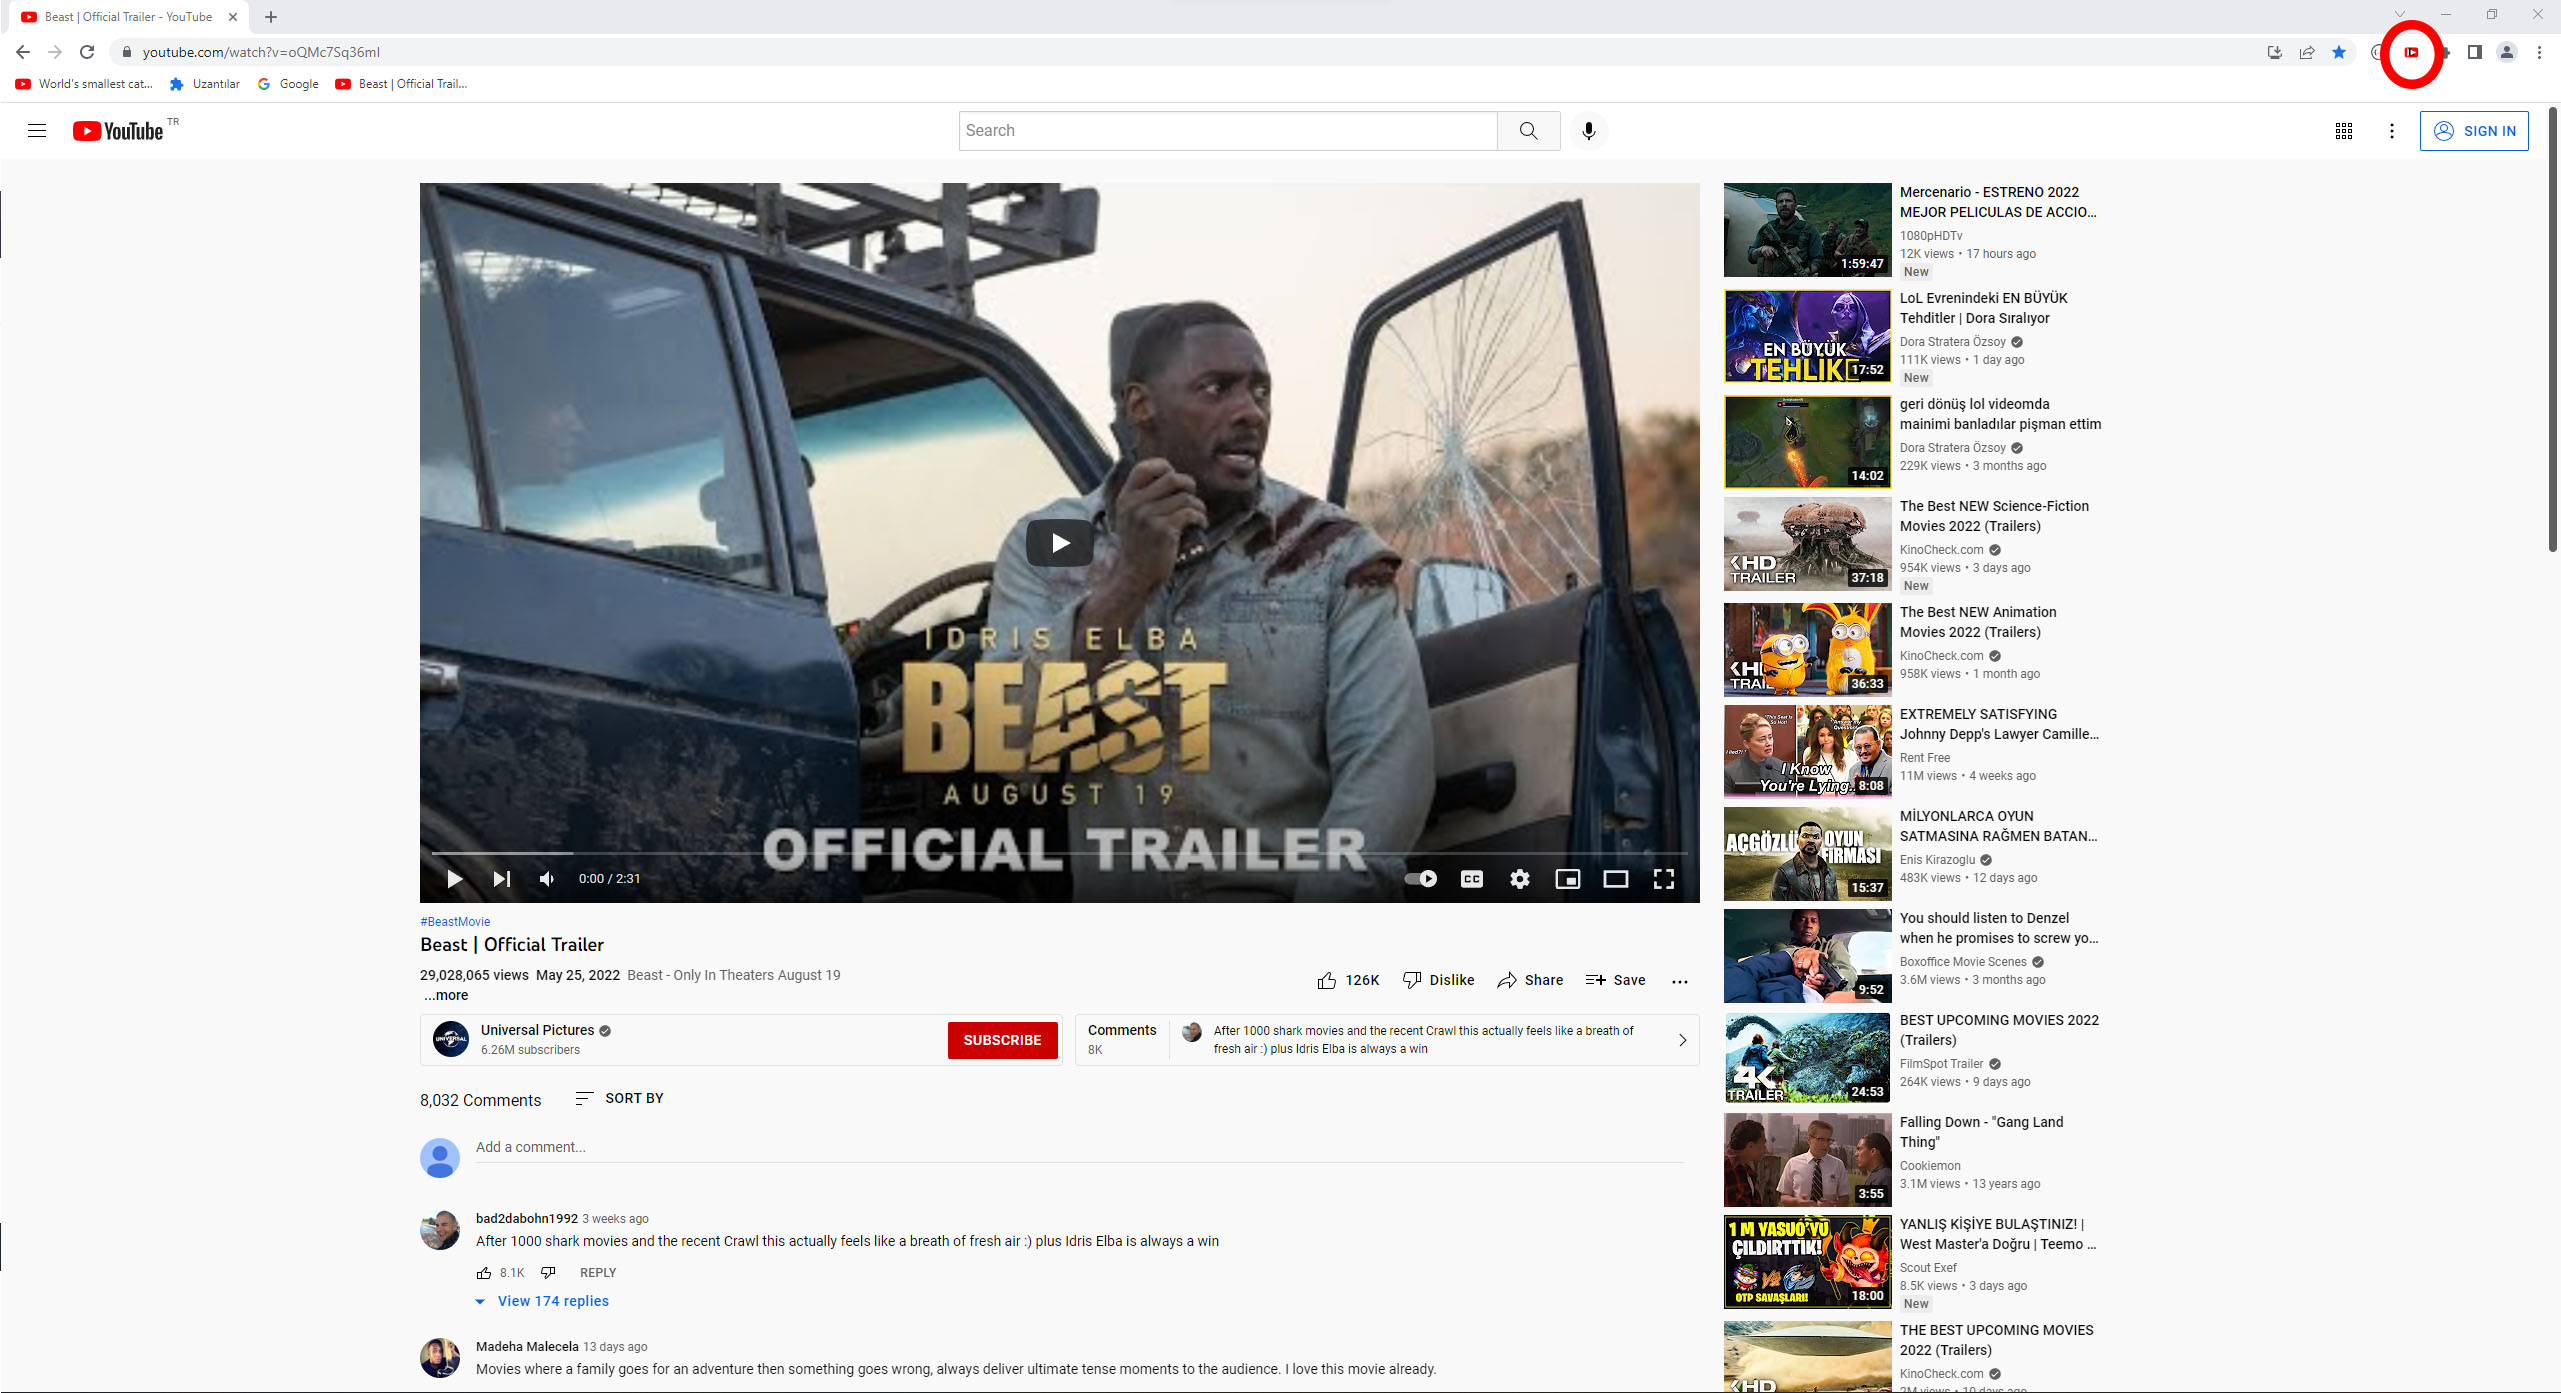 Beast | Official Trailer - YouTube
youtube.com/watch?v=oQMc7Sq36mI
World's smallest cat...
Uzantılar
Google
Beast | Official Trail...
YouTube TR
Search
SIGN IN
IDRIS ELBA
BEAST
AUGUST 19
OFFICIAL TRAILER
0:00 / 2:31
CC
#BeastMovie
Beast | Official Trailer
29,028,065 views May 25, 2022 Beast - Only In Theaters August 19
...more
126K
Dislike
Share
Save
UNIVERSAL
Universal Pictures
6.26M subscribers
SUBSCRIBE
Comments
8K
After 1000 shark movies and the recent Crawl this actually feels like a breath of
fresh air :) plus Idris Elba is always a win
8,032 Comments
SORT BY
Add a comment...
bad2dabohn1992 3 weeks ago
After 1000 shark movies and the recent Crawl this actually feels like a breath of fresh air :) plus Idris Elba is always a win
8.1K
REPLY
View 174 replies
Madeha Malecela 13 days ago
Movies where a family goes for an adventure then something goes wrong, always deliver ultimate tense moments to the audience. I love this movie already.
1:59:47
Mercenario - ESTRENO 2022
MEJOR PELICULAS DE ACCIO...
1080pHDTv
12K views • 17 hours ago
New
EN BÜYÜK
TEHLİKE
17:52
LoL Evrenindeki EN BÜYÜK
Tehditler | Dora Sıralıyor
Dora Stratera Özsoy
111K views • 1 day ago
New
14:02
geri dönüş lol videomda
mainimi banladılar pişman ettim
Dora Stratera Özsoy
229K views • 3 months ago
HD
TRAILER
37:18
The Best NEW Science-Fiction
Movies 2022 (Trailers)
KinoCheck.com
954K views • 3 days ago
New
36:33
The Best NEW Animation
Movies 2022 (Trailers)
KinoCheck.com
958K views • 1 month ago
I Know
You're Lying..
8:08
EXTREMELY SATISFYING
Johnny Depp's Lawyer Camille...
Rent Free
11M views • 4 weeks ago
AÇGÖZLÜ OYUN
FİRMASI
15:37
MİLYONLARCA OYUN
SATMASINA RAĞMEN BATAN...
Enis Kirazoglu
483K views • 12 days ago
9:52
You should listen to Denzel
when he promises to screw yo...
Boxoffice Movie Scenes
3.6M views • 3 months ago
4K
TRAILER
24:53
BEST UPCOMING MOVIES 2022
(Trailers)
FilmSpot Trailer
264K views • 9 days ago
3:55
Falling Down - "Gang Land
Thing"
Cookiemon
3.1M views • 13 years ago
1 M YASUO'YU
ÇILDIRTTIK!
VS
OTP SAVAŞLARI!
18:00
YANLIŞ KİŞİYE BULAŞTINIZ! |
West Master'a Doğru | Teemo ...
Scout Exef
8.5K views • 3 days ago
New
HD
THE BEST UPCOMING MOVIES
2022 (Trailers)
KinoCheck.com
2M views • 10 days ago